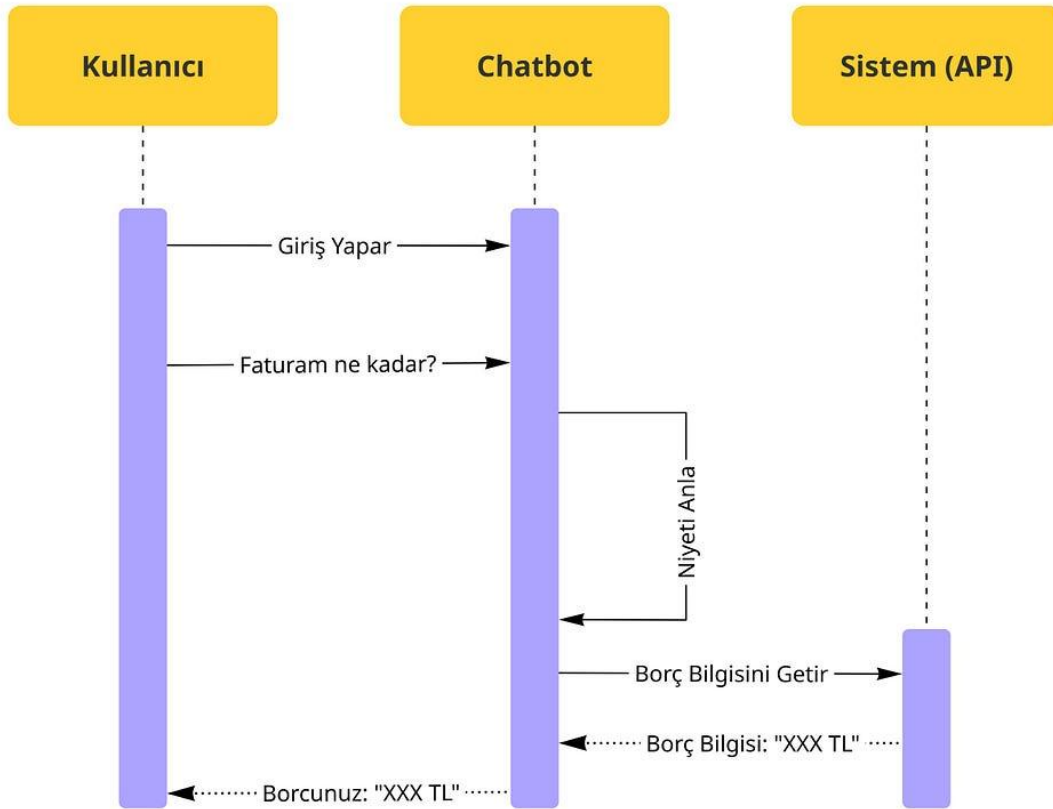 Kullanıcı
Chatbot
Sistem (API)
Giriş Yapar
Faturam ne kadar?
Niyeti Anla
Borç Bilgisini Getir
Borç Bilgisi: "XXX TL"
Borcunuz: "XXX TL"